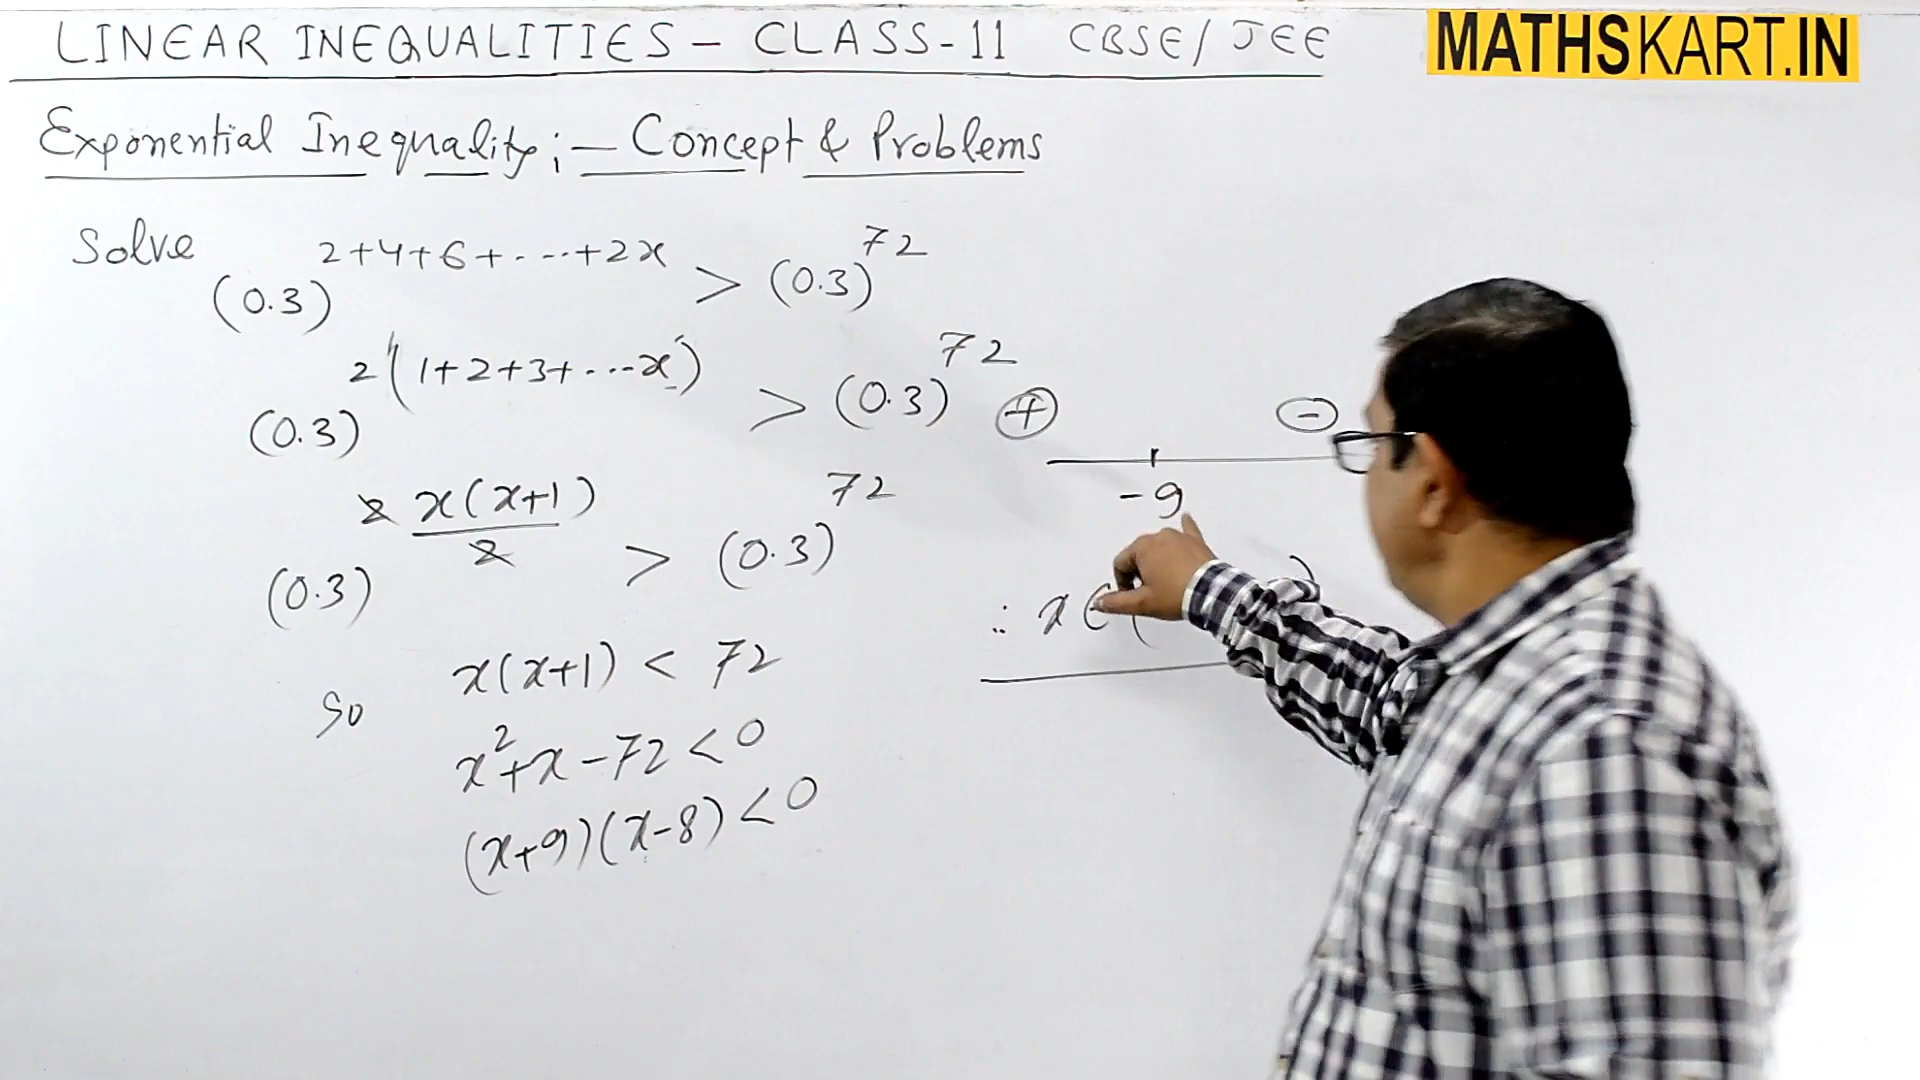 LINEAR INEQUALITIES – CLASS-11 CBSE/JEE
MATHSKART.IN
Exponential Inequality ; – Concept & Problems
Solve
(0.3)^{2+4+6+....+2x} > (0.3)^{72}
(0.3)^{2(1+2+3+...x)} > (0.3)^{72}
(0.3)^{2 x(x+1)/2} > (0.3)^{72}
So x(x+1) < 72
x²+x-72<0
(x+9)(x-8)<0
+ -
-9
∴ x ∈ ( )